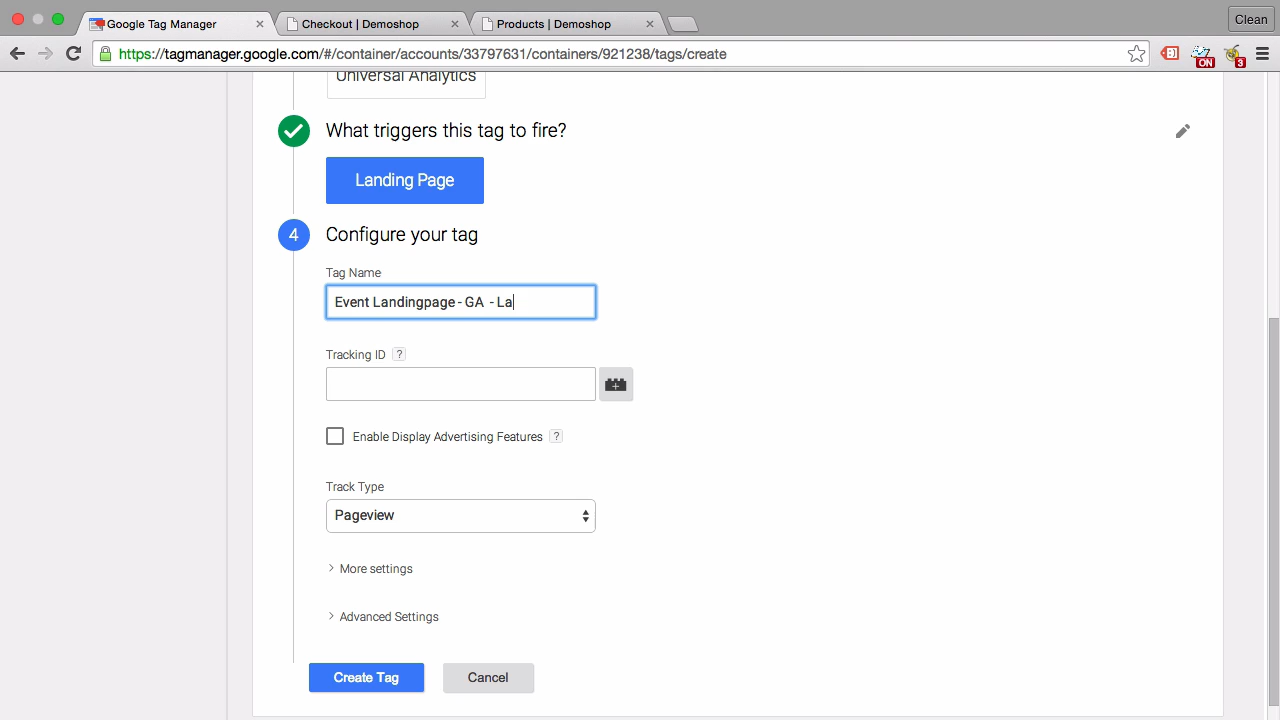 Google Tag Manager × Checkout | Demoshop × Products | Demoshop × Clean
https://tagmanager.google.com/#/container/accounts/33797631/containers/921238/tags/create ON 3
Universal Analytics
What triggers this tag to fire?
Landing Page
4 Configure your tag
Tag Name
Event Landingpage - GA  - La
Tracking ID ?
Enable Display Advertising Features ?
Track Type
Pageview
More settings
Advanced Settings
Create Tag Cancel